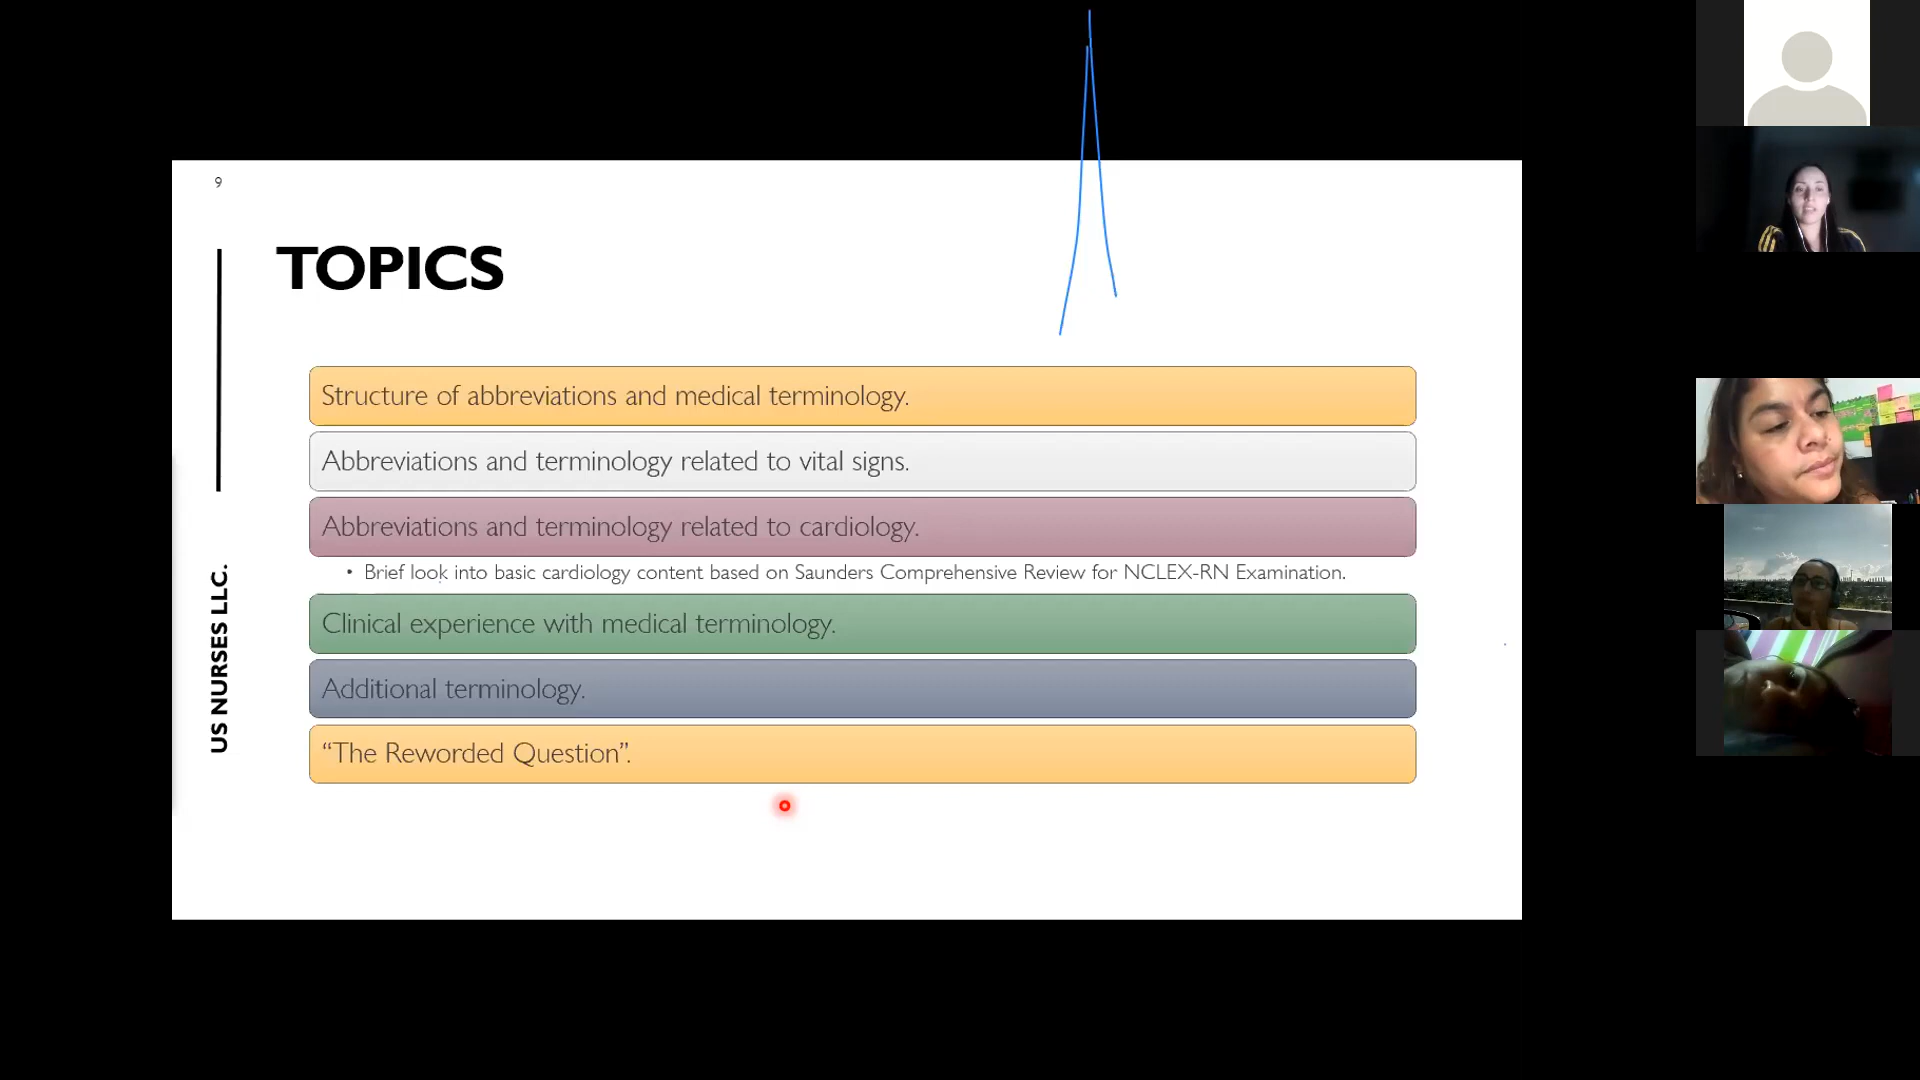 9
TOPICS
Structure of abbreviations and medical terminology.
Abbreviations and terminology related to vital signs.
Abbreviations and terminology related to cardiology.
• Brief look into basic cardiology content based on Saunders Comprehensive Review for NCLEX-RN Examination.
Clinical experience with medical terminology.
Additional terminology.
“The Reworded Question”.
US NURSES LLC.